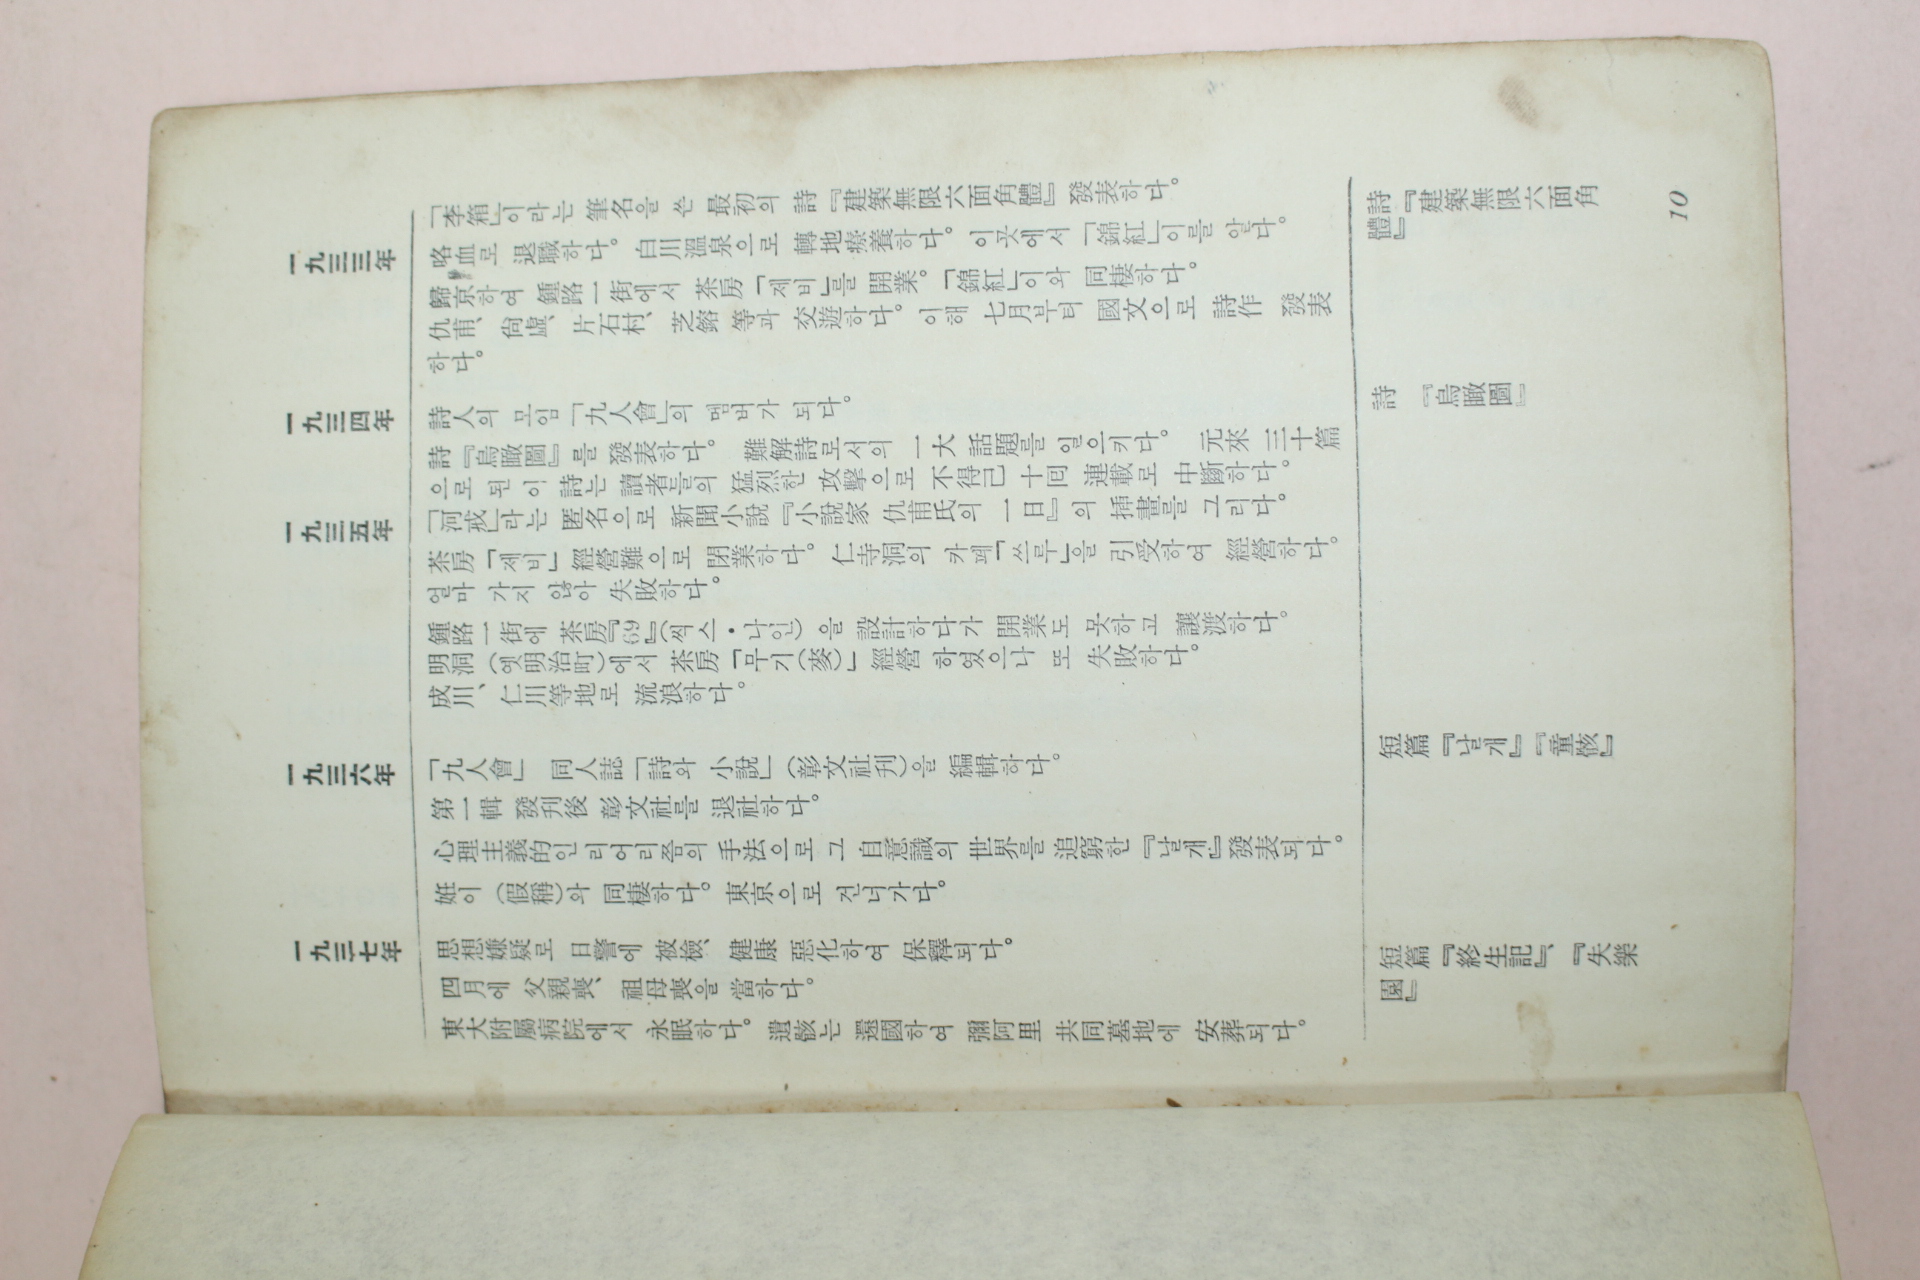 「李箱」이라는 筆名을 쓴 最初의 詩『建築無限六面角體』發表하다。
一九三三年
咯血로 退職하다。 白川溫泉으로 轉地療養하다。 이곳에서 「錦紅」이를 알다。
歸京하여 鍾路一街에서 茶房「제비」를 開業。「錦紅」이와 同棲하다。
仇甫、尙虛、片石村、芝鎔 等과 交遊하다。 이해 七月부터 國文으로 詩作 發表
하다。
詩『建築無限六面角
體』
一九三四年
詩人의 모임「九人會」의 멤버가 되다。
詩『烏瞰圖』를 發表하다。 難解詩로서의 一大 話題를 일으키다。 元來 三十篇
으로 된 이 詩는 讀者들의 猛烈한 攻擊으로 不得已 十回 連載로 中斷하다。
「河戎」라는 匿名으로 新聞小說『小說家 仇甫氏의 一日』의 揷畫를 그리다。
詩 『烏瞰圖』
一九三五年
茶房「제비」經營難으로 閉業하다。 仁寺洞의 카페「쓰루」을 引受하여 經營하다。
얼마 가지 않아 失敗하다。
鍾路一街에 茶房『69』(씩스・나인)을 設計하다가 開業도 못하고 讓渡하다。
明洞(옛明治町)에서 茶房「무기(麥)」經營 하였으나 또 失敗하다。
成川、仁川等地로 流浪하다。
一九三六年
「九人會」 同人誌「詩와 小說」(彰文社刊)을 編輯하다。
第一輯 發刊後 彰文社를 退社하다。
心理主義的인 리어리즘의 手法으로 그 自意識의 世界를 追窮한『날개』發表되다。
姙이(假稱)와 同棲하다。東京으로 건너가다。
短篇『날개』『童骸』
一九三七年
思想嫌疑로 日警에 被檢、健康 惡化하여 保釋되다。
四月에 父親喪、祖母喪을 當하다。
東大附屬病院에서 永眠하다。遺骸는 還國하여 彌阿里 共同墓地에 安葬되다。
短篇『終生記』、『失樂
園』
10